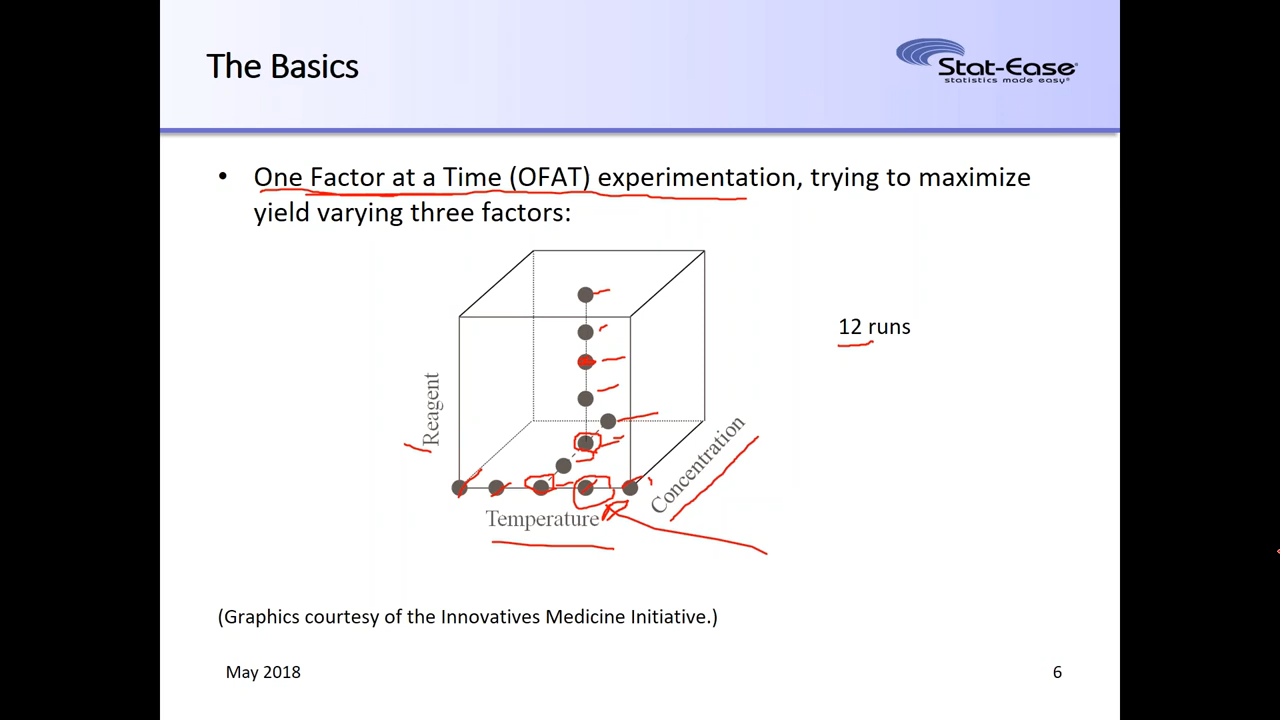 The Basics
Stat-Ease
statistics made easy
• One Factor at a Time (OFAT) experimentation, trying to maximize
yield varying three factors:
12 runs
Reagent
Concentration
Temperature
(Graphics courtesy of the Innovatives Medicine Initiative.)
May 2018
6